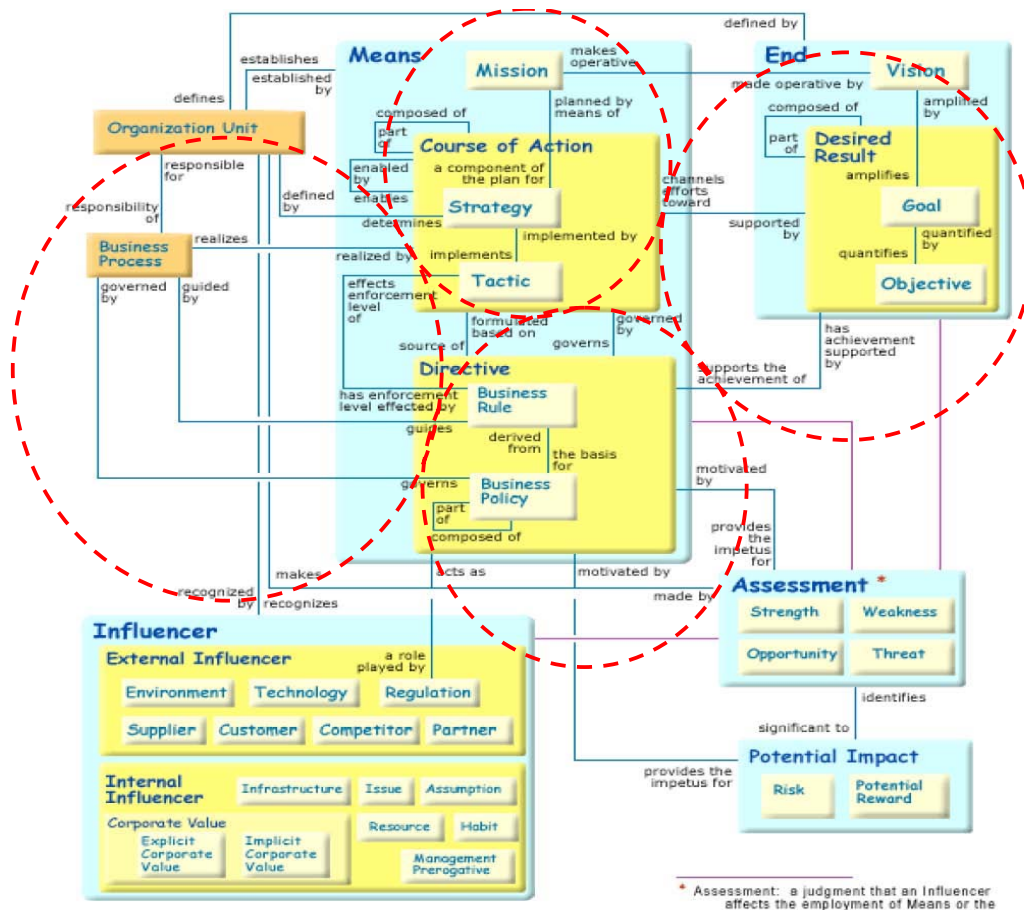 defined by
establishes
established
by
defines
Means
Mission
makes
operative
End
made operative by
Vision
planned by
means of
amplified
by
Organization Unit
responsible
for
responsibility
of
composed of
part
of
Course of Action
enabled
by
enables
a component of
the plan for
defined
by
determines
Strategy
implemented by
implements
Tactic
channels
efforts
toward
supported
by
composed of
part
of
Desired
Result
amplifies
Goal
quantified
by
quantifies
Objective
Business
Process
realizes
realized by
governed
by
guided
by
effects
enforcement
level
of
formulated
based on
source of
governed
by
governs
has
achievement
supported
by
supports the
achievement of
Directive
has enforcement
level effected by
Business
Rule
guides
derived
from
the basis
for
governs
Business
Policy
part
of
composed of
motivated
by
provides
the
impetus
for
acts as
motivated by
makes
made by
recognized
by
recognizes
Assessment *
Strength
Weakness
Opportunity
Threat
identifies
significant to
Potential Impact
provides the
impetus for
Risk
Potential
Reward
Influencer
External Influencer
a role
played by
Environment
Technology
Regulation
Supplier
Customer
Competitor
Partner
Internal
Influencer
Infrastructure
Issue
Assumption
Corporate Value
Explicit
Corporate
Value
Implicit
Corporate
Value
Resource
Habit
Management
Prerogative
* Assessment: a judgment that an Influencer
affects the employment of Means or the